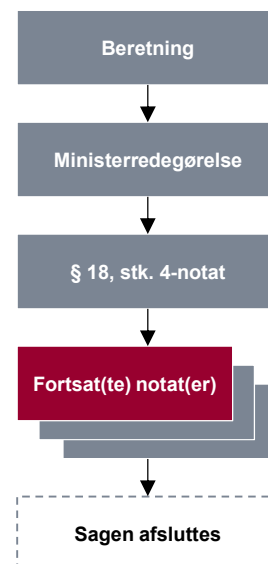 Beretning
Ministerredegørelse
§ 18, stk. 4-notat
Fortsat(te) notat(er)
Sagen afsluttes